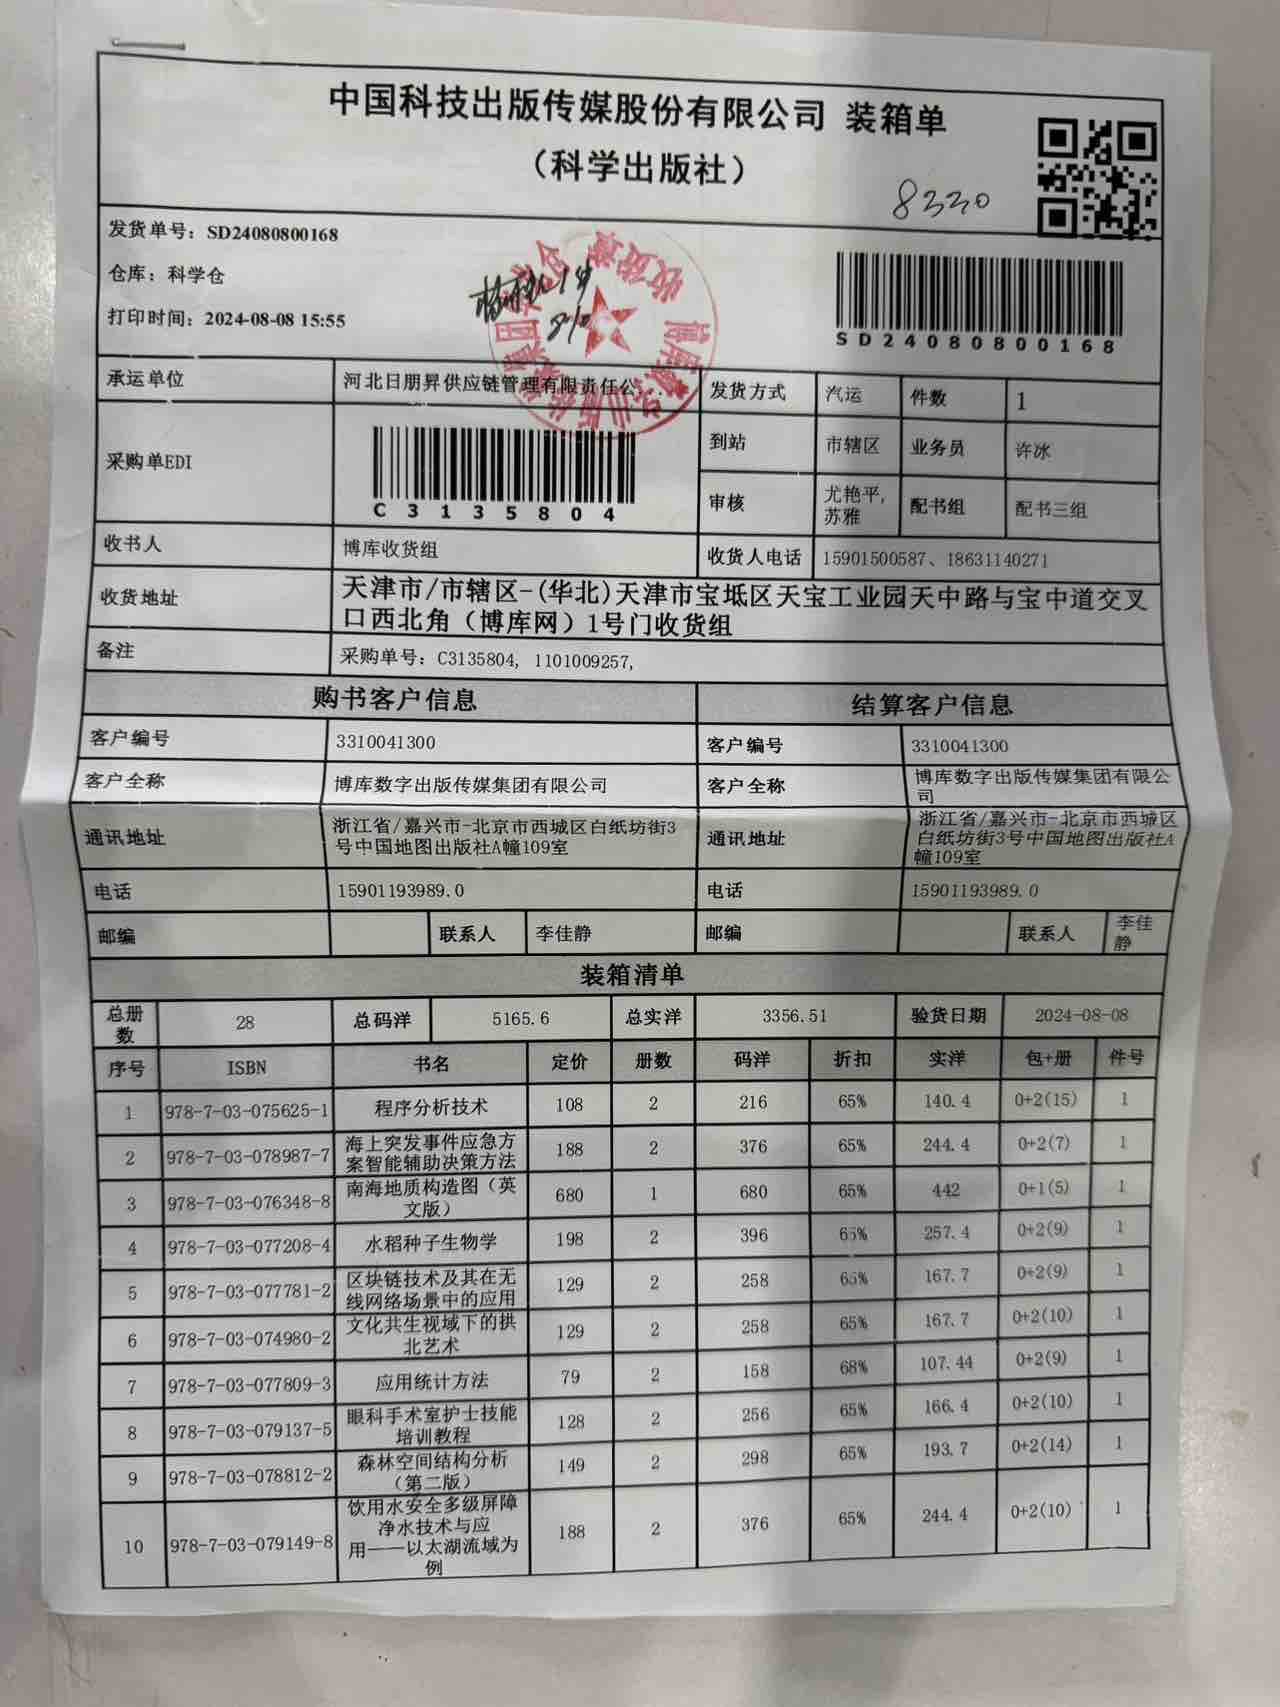 中国科技出版传媒股份有限公司 装箱单
（科学出版社）
8330
发货单号：SD24080800168
仓库：科学仓
打印时间：2024-08-08 15:55
SD24080800168
收货章
承运单位 河北日朋昇供应链管理有限责任公... 发货方式 汽运 件数 1
采购单EDI C3135804 到站 市辖区 业务员 许冰
审核 尤艳平, 苏雅 配书组 配书三组
收书人 博库收货组 收货人电话 15901500587、18631140271
收货地址 天津市/市辖区-(华北)天津市宝坻区天宝工业园天中路与宝中道交叉
口西北角（博库网）1号门收货组
备注 采购单号：C3135804, 1101009257,
购书客户信息 结算客户信息
客户编号 3310041300 客户编号 3310041300
客户全称 博库数字出版传媒集团有限公司 客户全称 博库数字出版传媒集团有限公司
通讯地址 浙江省/嘉兴市-北京市西城区白纸坊街3号中国地图出版社A幢109室 通讯地址 浙江省/嘉兴市-北京市西城区白纸坊街3号中国地图出版社A幢109室
电话 15901193989.0 电话 15901193989.0
邮编 联系人 李佳静 邮编 联系人 李佳静
装箱清单
总册数 28 总码洋 5165.6 总实洋 3356.51 验货日期 2024-08-08
序号 ISBN 书名 定价 册数 码洋 折扣 实洋 包+册 件号
1 978-7-03-075625-1 程序分析技术 108 2 216 65% 140.4 0+2(15) 1
2 978-7-03-078987-7 海上突发事件应急方案智能辅助决策方法 188 2 376 65% 244.4 0+2(7) 1
3 978-7-03-076348-8 南海地质构造图（英文版） 680 1 680 65% 442 0+1(5) 1
4 978-7-03-077208-4 水稻种子生物学 198 2 396 65% 257.4 0+2(9) 1
5 978-7-03-077781-2 区块链技术及其在无线网络场景中的应用 129 2 258 65% 167.7 0+2(9) 1
6 978-7-03-074980-2 文化共生视域下的拱北艺术 129 2 258 65% 167.7 0+2(10) 1
7 978-7-03-077809-3 应用统计方法 79 2 158 68% 107.44 0+2(9) 1
8 978-7-03-079137-5 眼科手术室护士技能培训教程 128 2 256 65% 166.4 0+2(10) 1
9 978-7-03-078812-2 森林空间结构分析（第二版） 149 2 298 65% 193.7 0+2(14) 1
10 978-7-03-079149-8 饮用水安全多级屏障净水技术与应用——以太湖流域为例 188 2 376 65% 244.4 0+2(10) 1